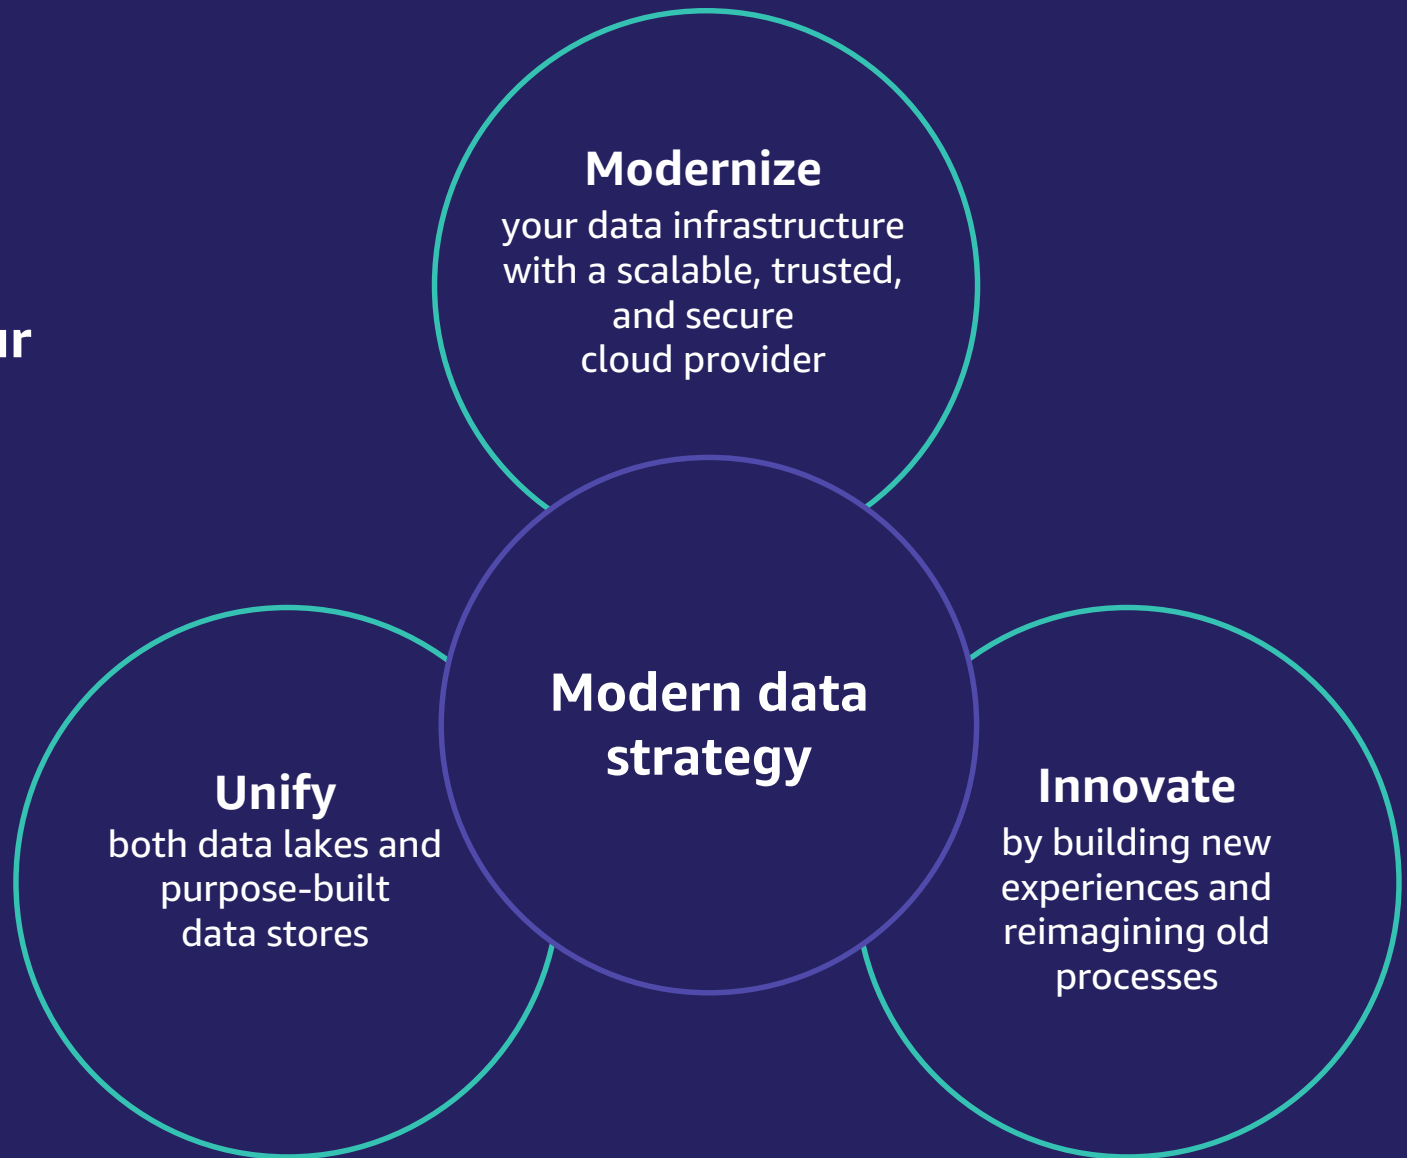 Modernize
your data infrastructure
with a scalable, trusted,
and secure
cloud provider
Modern data
strategy
Unify
both data lakes and
purpose-built
data stores
Innovate
by building new
experiences and
reimagining old
processes